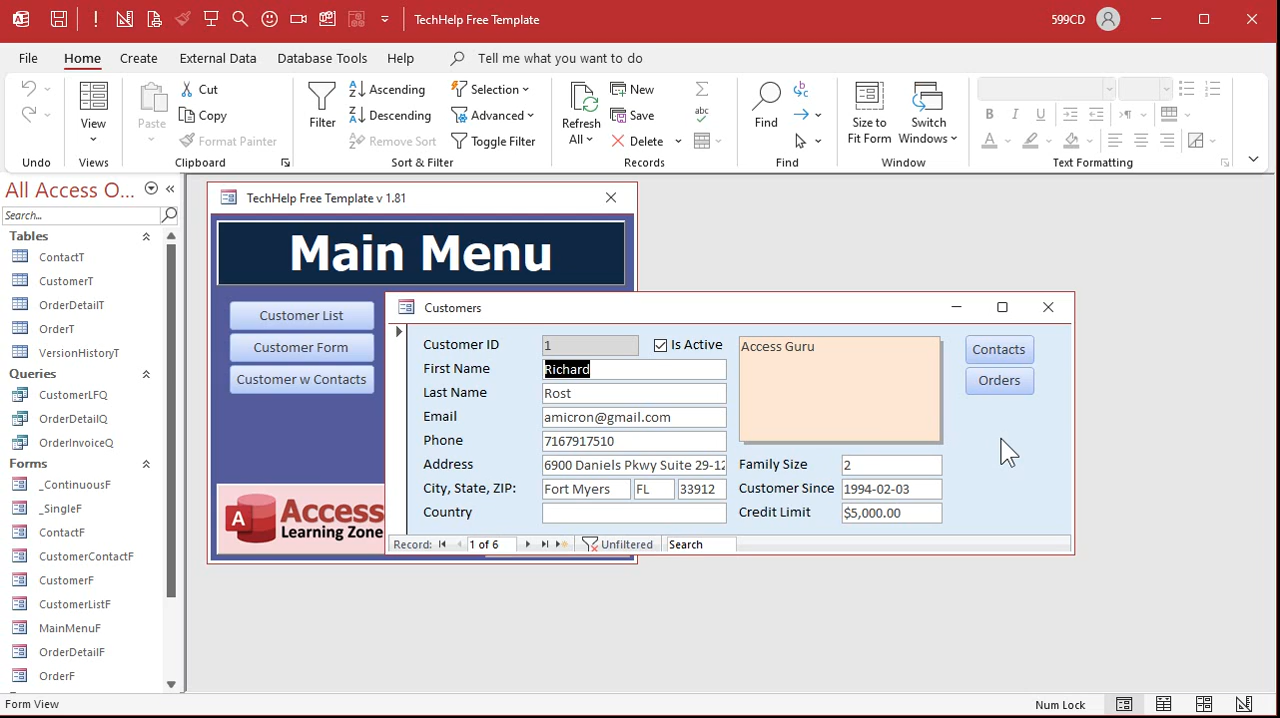 TechHelp Free Template
599CD
File Home Create External Data Database Tools Help Tell me what you want to do
View
Paste
Cut
Copy
Format Painter
Filter
Ascending
Descending
Remove Sort
Selection
Advanced
Toggle Filter
Refresh
All
New
Save
Delete
Find
Size to
Fit Form
Switch
Windows
Undo Views Clipboard Sort & Filter Records Find Window Text Formatting
All Access O...
Search...
Tables
ContactT
CustomerT
OrderDetailT
OrderT
VersionHistoryT
Queries
CustomerLFQ
OrderDetailQ
OrderInvoiceQ
Forms
_ContinuousF
_SingleF
ContactF
CustomerContactF
CustomerF
CustomerListF
MainMenuF
OrderDetailF
OrderF
TechHelp Free Template v 1.81
Main Menu
Customer List
Customer Form
Customer w Contacts
A Access
Learning Zone
Customers
Customer ID 1 Is Active
First Name Richard
Last Name Rost
Email amicron@gmail.com
Phone 7167917510
Address 6900 Daniels Pkwy Suite 29-12
City, State, ZIP: Fort Myers FL 33912
Country
Access Guru
Family Size 2
Customer Since 1994-02-03
Credit Limit $5,000.00
Contacts
Orders
Record: 1 of 6 Unfiltered Search
Form View
Num Lock